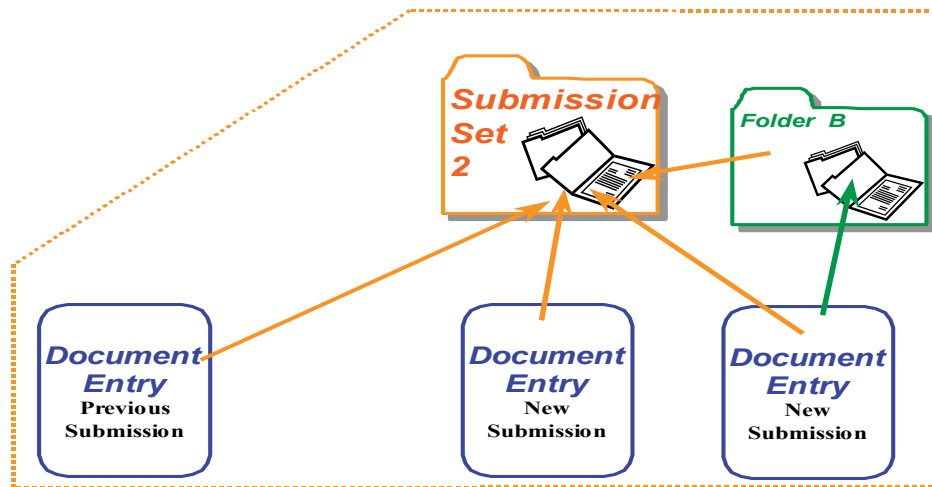 Submission
Set
2
Folder B
Document
Entry
Previous
Submission
Document
Entry
New
Submission
Document
Entry
New
Submission